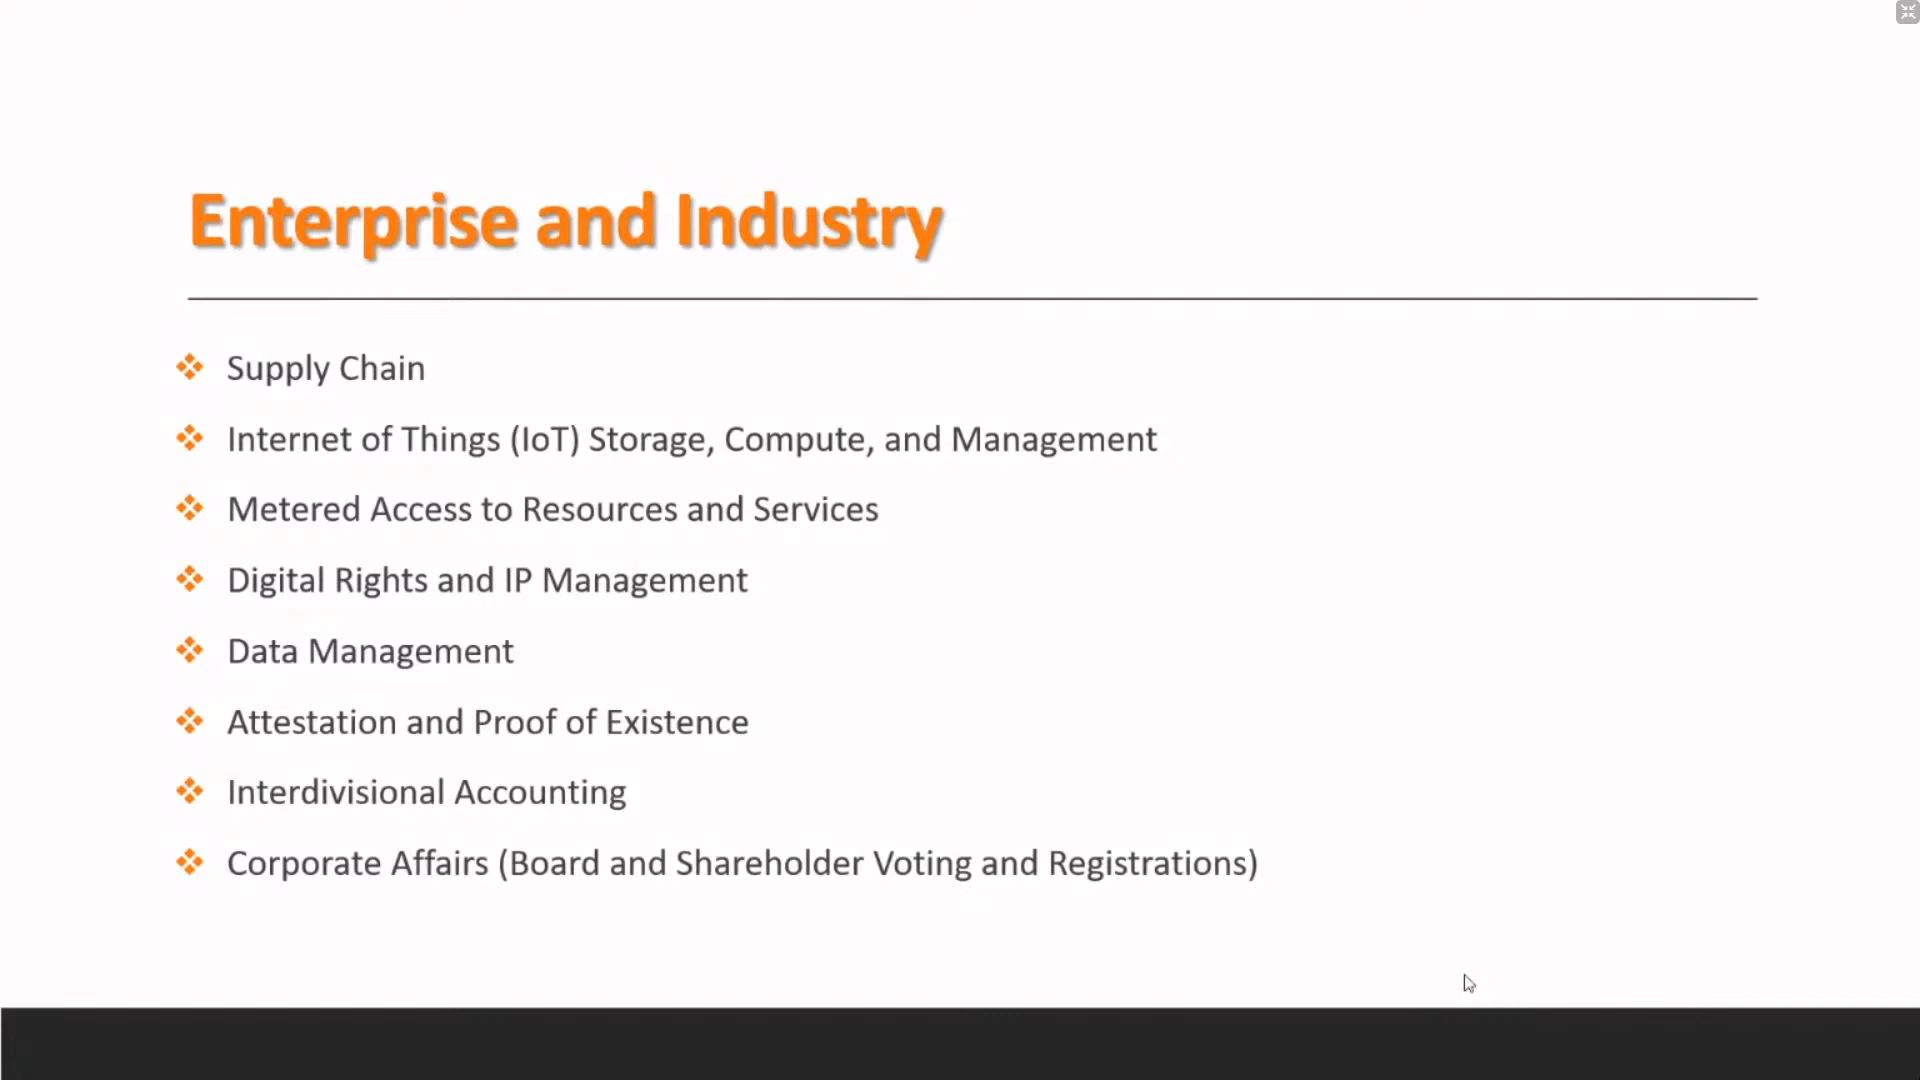 Enterprise and Industry
Supply Chain
Internet of Things (IoT) Storage, Compute, and Management
Metered Access to Resources and Services
Digital Rights and IP Management
Data Management
Attestation and Proof of Existence
Interdivisional Accounting
Corporate Affairs (Board and Shareholder Voting and Registrations)